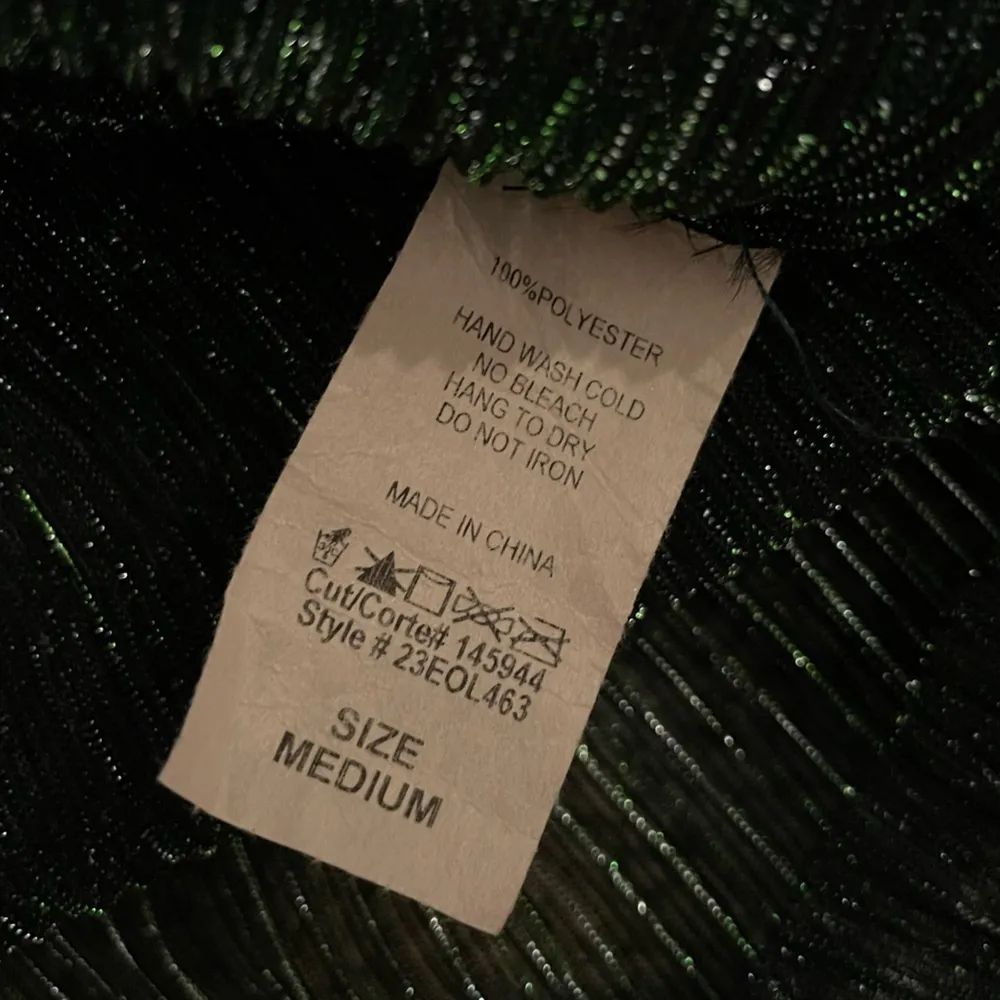 100%POLYESTER
HAND WASH COLD
NO BLEACH
HANG TO DRY
DO NOT IRON
MADE IN CHINA
Cut/Corte# 145944
Style # 23EOL463
SIZE
MEDIUM